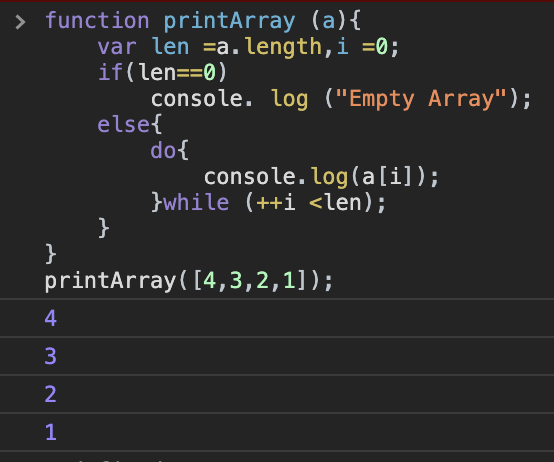 > function printArray (a){
var len =a.length,i =0;
if(len==0)
console. log ("Empty Array");
else{
do{
console.log(a[i]);
}while (++i <len);
}
}
printArray([4,3,2,1]);
4
3
2
1